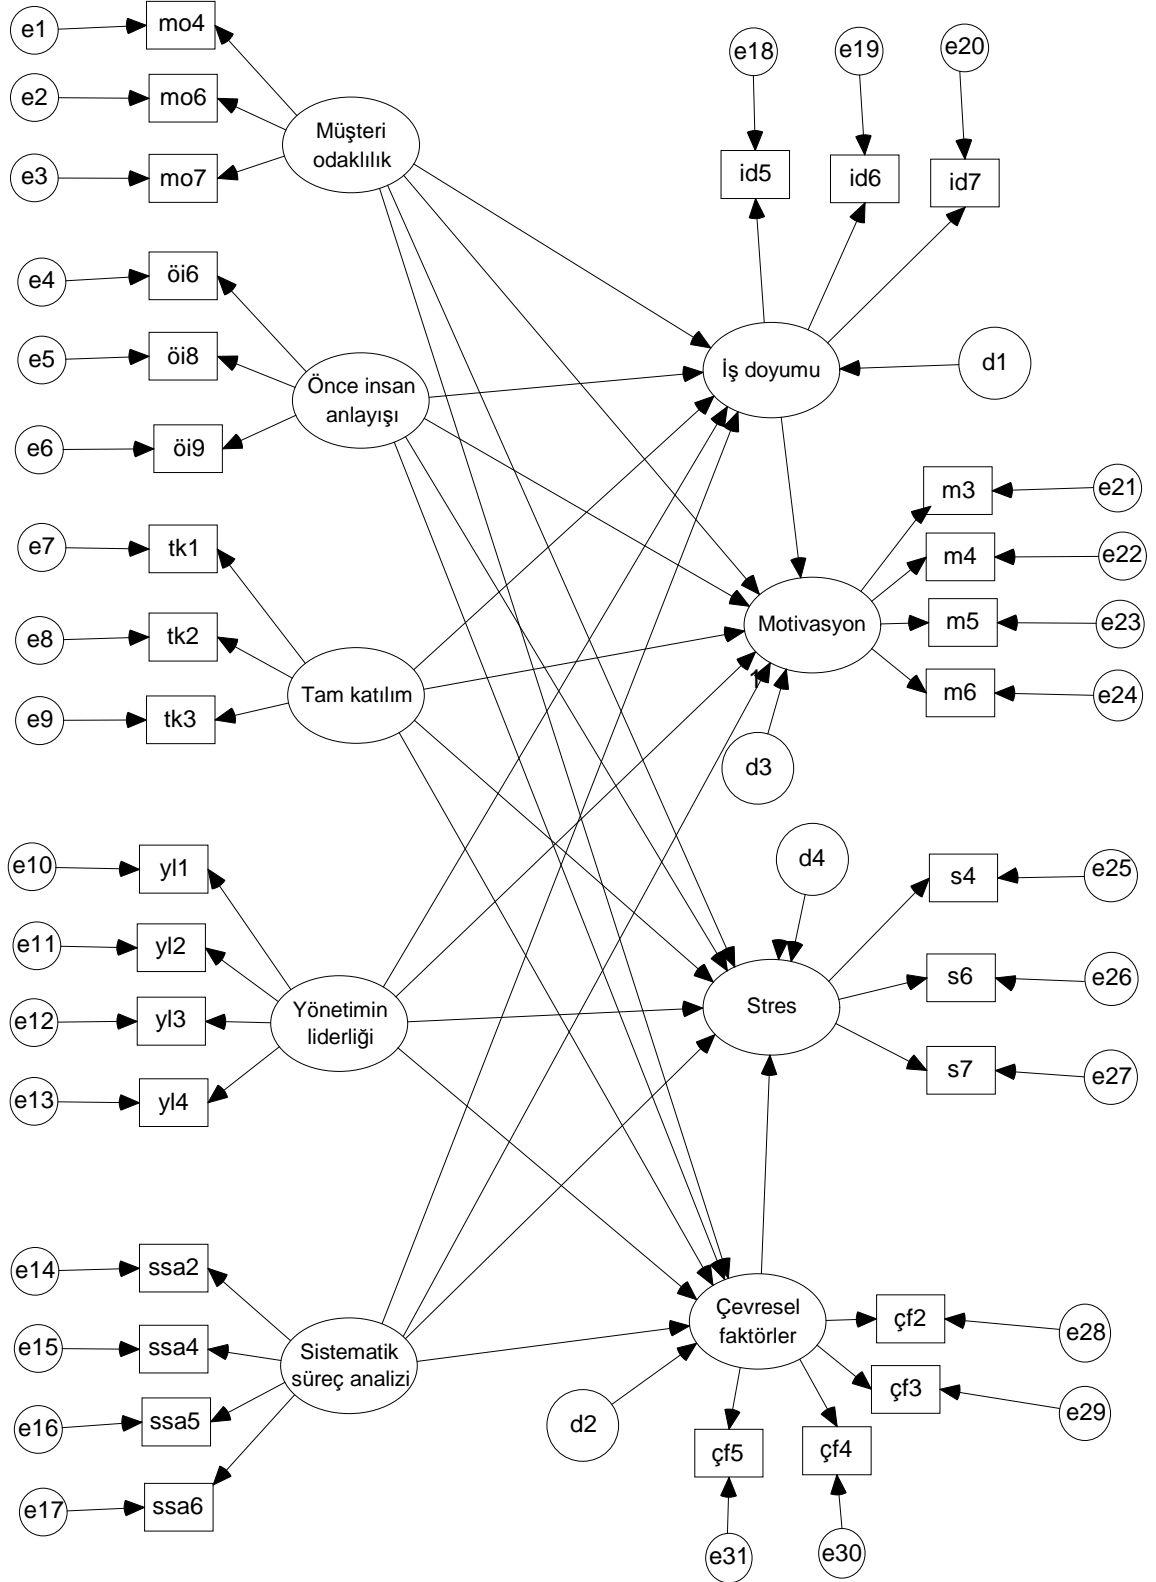 e1
mo4
e2
mo6
e3
mo7
Müşteri
odaklılık
e18
e19
e20
id5
id6
id7
e4
öi6
e5
öi8
e6
öi9
Önce insan
anlayışı
İş doyumu
d1
e7
tk1
e8
tk2
e9
tk3
Tam katılım
Motivasyon
m3
e21
m4
e22
m5
e23
m6
e24
1
d3
d4
e10
yl1
e11
yl2
e12
yl3
e13
yl4
Yönetimin
liderliği
Stres
s4
e25
s6
e26
s7
e27
e14
ssa2
e15
ssa4
e16
ssa5
e17
ssa6
Sistematik
süreç analizi
Çevresel
faktörler
d2
çf2
e28
çf3
e29
çf5
çf4
e31
e30